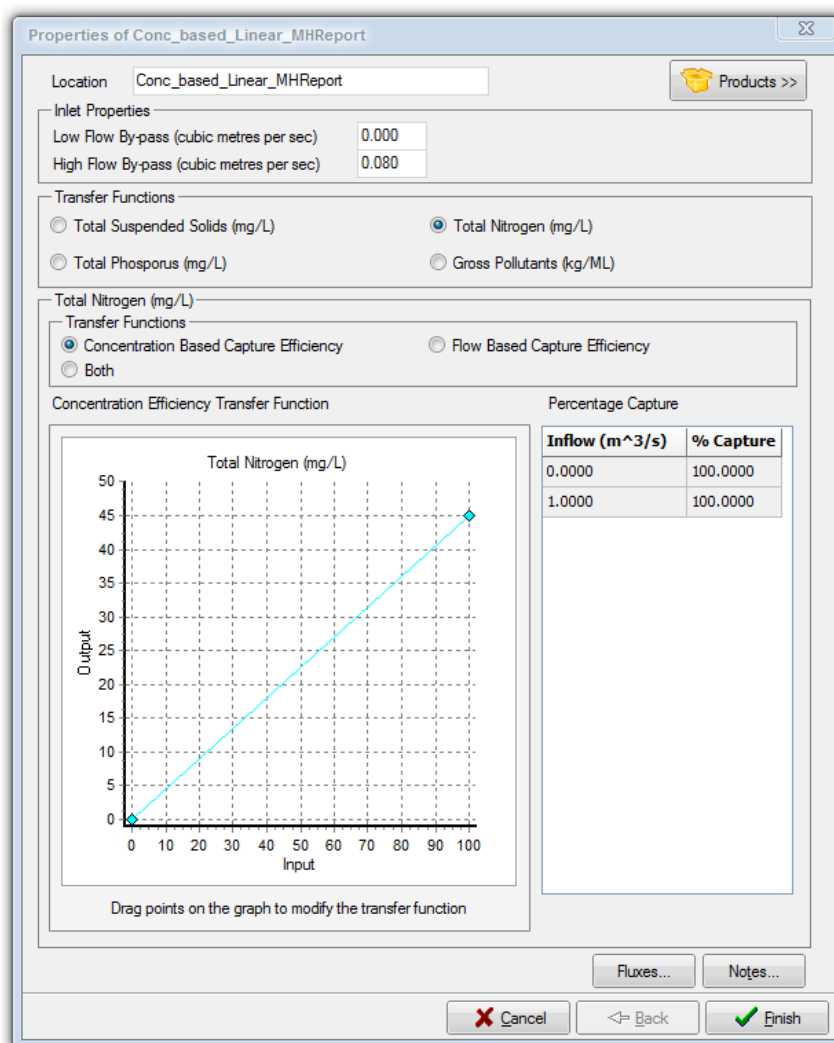 Properties of Conc_based_Linear_MHReport
Location Conc_based_Linear_MHReport Products >>
Inlet Properties
Low Flow By-pass (cubic metres per sec) 0.000
High Flow By-pass (cubic metres per sec) 0.080
Transfer Functions
Total Suspended Solids (mg/L) Total Nitrogen (mg/L)
Total Phosporus (mg/L) Gross Pollutants (kg/ML)
Total Nitrogen (mg/L)
Transfer Functions
Concentration Based Capture Efficiency Flow Based Capture Efficiency
Both
Concentration Efficiency Transfer Function Percentage Capture
Inflow (m^3/s) % Capture
0.0000 100.0000
1.0000 100.0000
Total Nitrogen (mg/L)
50
45
40
35
30
25
20
15
10
5
0
Output
0 10 20 30 40 50 60 70 80 90 100
Input
Drag points on the graph to modify the transfer function
Fluxes... Notes...
Cancel Back Finish